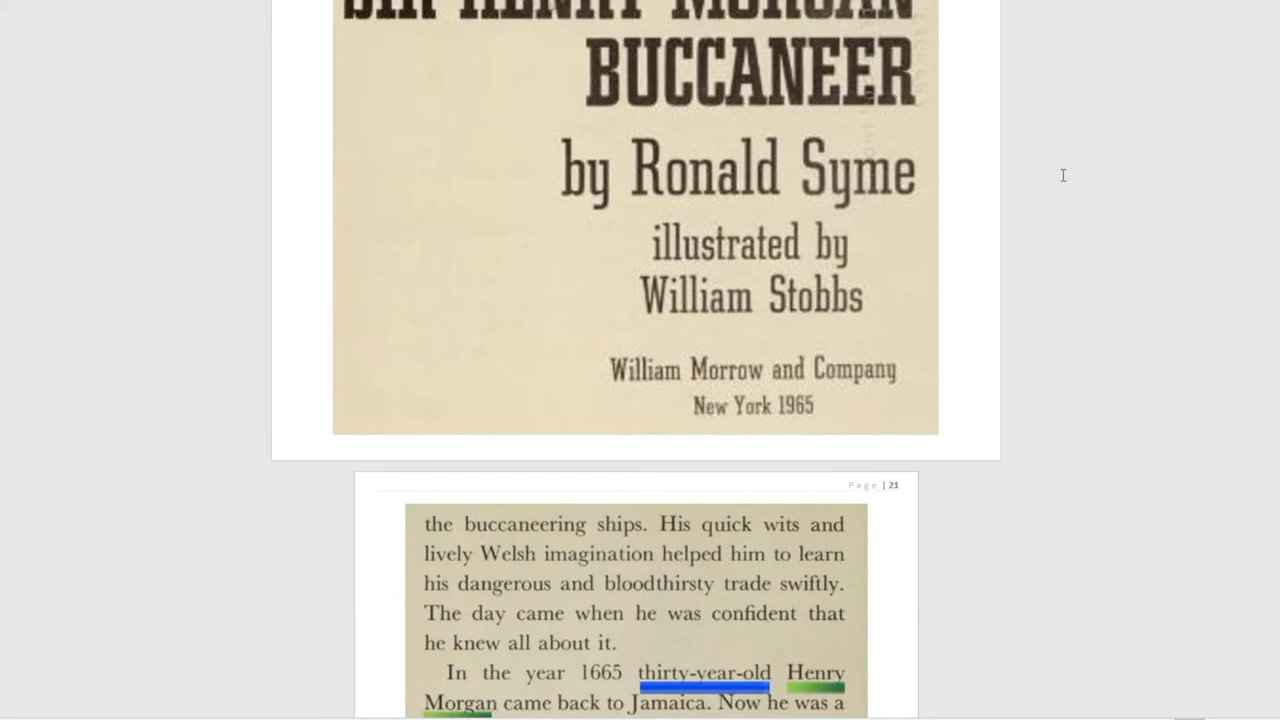 SIR HENRY MORGAN
BUCCANEER
by Ronald Syme
illustrated by
William Stobbs
William Morrow and Company
New York 1965
Page | 21
the buccaneering ships. His quick wits and
lively Welsh imagination helped him to learn
his dangerous and bloodthirsty trade swiftly.
The day came when he was confident that
he knew all about it.
In the year 1665 thirty-year-old Henry
Morgan came back to Jamaica. Now he was a